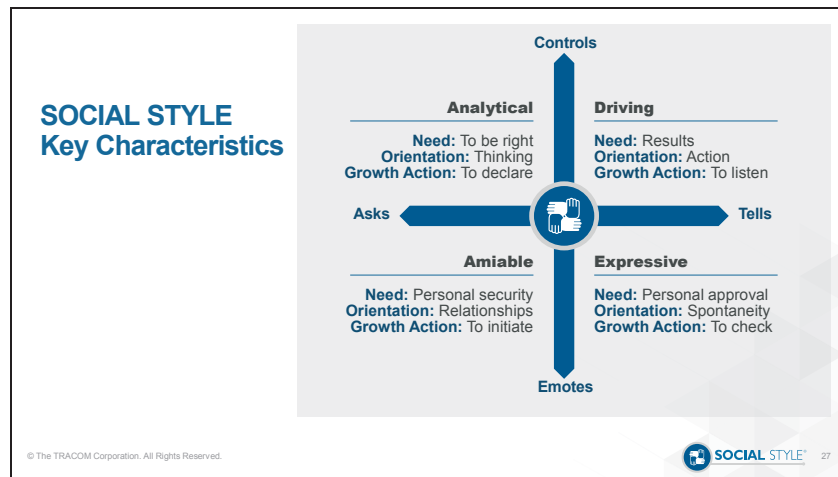 SOCIAL STYLE
Key Characteristics
Controls
Analytical
Need: To be right
Orientation: Thinking
Growth Action: To declare
Driving
Need: Results
Orientation: Action
Growth Action: To listen
Asks
Tells
Amiable
Need: Personal security
Orientation: Relationships
Growth Action: To initiate
Expressive
Need: Personal approval
Orientation: Spontaneity
Growth Action: To check
Emotes
© The TRACOM Corporation. All Rights Reserved.
SOCIAL STYLE®
27